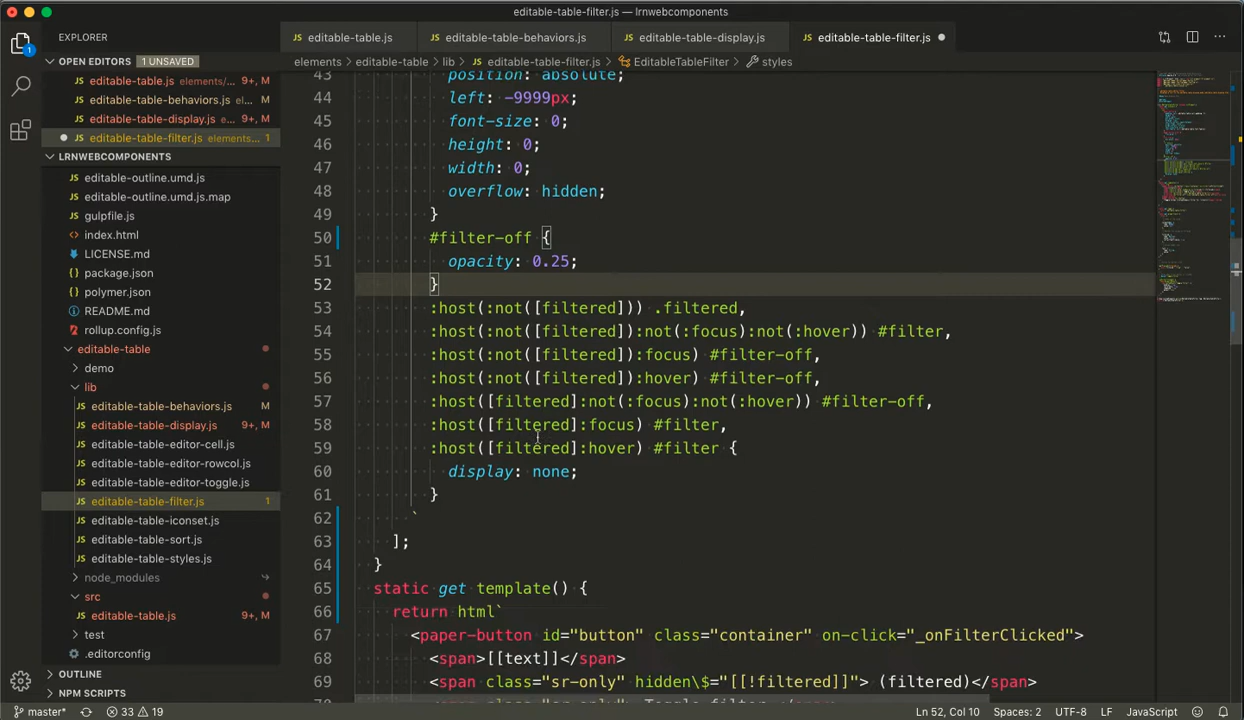 editable-table-filter.js — lrnwebcomponents
EXPLORER
editable-table.js
editable-table-behaviors.js
editable-table-display.js
editable-table-filter.js
elements › editable-table › lib › editable-table-filter.js › EditableTableFilter › styles
OPEN EDITORS 1 UNSAVED
editable-table.js elements/... 9+, M
editable-table-behaviors.js el... M
editable-table-display.js 9+, M
editable-table-filter.js elements... 1
LRNWEBCOMPONENTS
editable-outline.umd.js
editable-outline.umd.js.map
gulpfile.js
index.html
LICENSE.md
package.json
polymer.json
README.md
rollup.config.js
editable-table
demo
lib
editable-table-behaviors.js M
editable-table-display.js 9+, M
editable-table-editor-cell.js
editable-table-editor-rowcol.js
editable-table-editor-toggle.js
editable-table-filter.js 1
editable-table-iconset.js
editable-table-sort.js
editable-table-styles.js
node_modules
src
editable-table.js 9+, M
test
.editorconfig
OUTLINE
NPM SCRIPTS
43 position: absolute;
44 left: -9999px;
45 font-size: 0;
46 height: 0;
47 width: 0;
48 overflow: hidden;
49 }
50 #filter-off {
51 opacity: 0.25;
52 }
53 :host(:not([filtered])) .filtered,
54 :host(:not([filtered]):not(:focus):not(:hover)) #filter,
55 :host(:not([filtered]):focus) #filter-off,
56 :host(:not([filtered]):hover) #filter-off,
57 :host([filtered]:not(:focus):not(:hover)) #filter-off,
58 :host([filtered]:focus) #filter,
59 :host([filtered]:hover) #filter {
60 display: none;
61 }
62 `
63 ];
64 }
65 static get template() {
66 return html`
67 <paper-button id="button" class="container" on-click="_onFilterClicked">
68 <span>[[text]]</span>
69 <span class="sr-only" hidden\$="[[!filtered]]"> (filtered)</span>
master* 33 19 Ln 52, Col 10 Spaces: 2 UTF-8 LF JavaScript